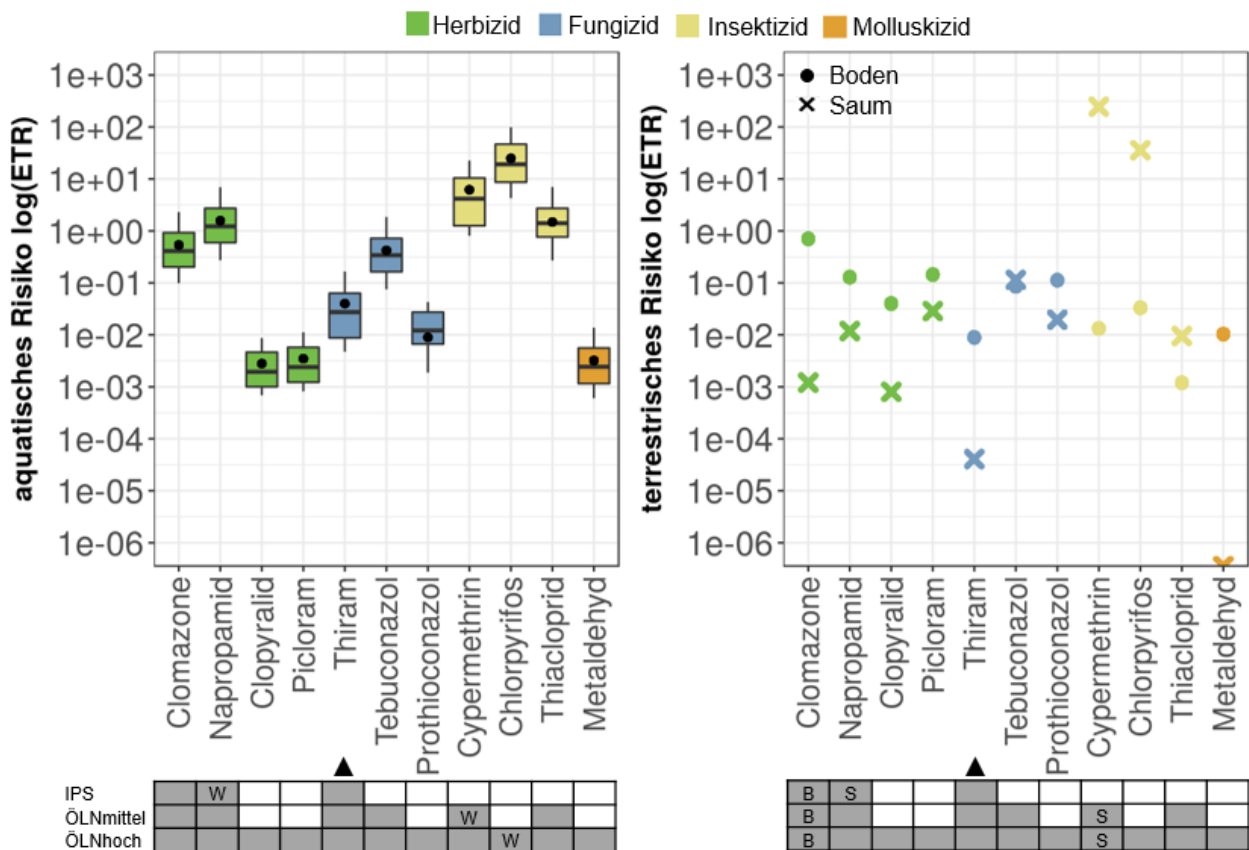 Herbizid Fungizid Insektizid Molluskizid
aquatisches Risiko log(ETR)
1e+03
1e+02
1e+01
1e+00
1e-01
1e-02
1e-03
1e-04
1e-05
1e-06
Clomazone
Napropamid
Clopyralid
Picloram
Thiram
Tebuconazol
Prothioconazol
Cypermethrin
Chlorpyrifos
Thiacloprid
Metaldehyd
IPS W
ÖLNmittel W
ÖLNhoch W
terrestrisches Risiko log(ETR)
1e+03
1e+02
1e+01
1e+00
1e-01
1e-02
1e-03
1e-04
1e-05
1e-06
Boden
Saum
Clomazone
Napropamid
Clopyralid
Picloram
Thiram
Tebuconazol
Prothioconazol
Cypermethrin
Chlorpyrifos
Thiacloprid
Metaldehyd
B S
B S
B S